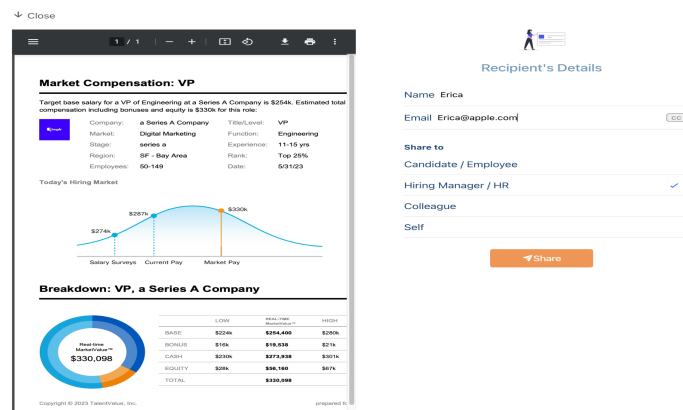 Close
1 / 1
Market Compensation: VP
Target base salary for a VP of Engineering at a Series A Company is $254k. Estimated total
compensation including bonuses and equity is $330k for this role:
Company: a Series A Company Title/Level: VP
Market: Digital Marketing Function: Engineering
Stage: series a Experience: 11-15 yrs
Region: SF - Bay Area Rank: Top 25%
Employees: 50-149 Date: 5/31/23
Today's Hiring Market
$274k $287k $330k
Salary Surveys Current Pay Market Pay
Breakdown: VP, a Series A Company
Real-time
MarketValue™
$330,098
LOW REAL-TIME MarketValue™ HIGH
BASE $224k $254,400 $280k
BONUS $16k $19,538 $21k
CASH $230k $273,938 $301k
EQUITY $28k $56,160 $67k
TOTAL $330,098
Copyright © 2023 TalentValue, Inc. prepared fo
Recipient's Details
Name Erica
Email Erica@apple.com CC
Share to
Candidate / Employee
Hiring Manager / HR
Colleague
Self
Share